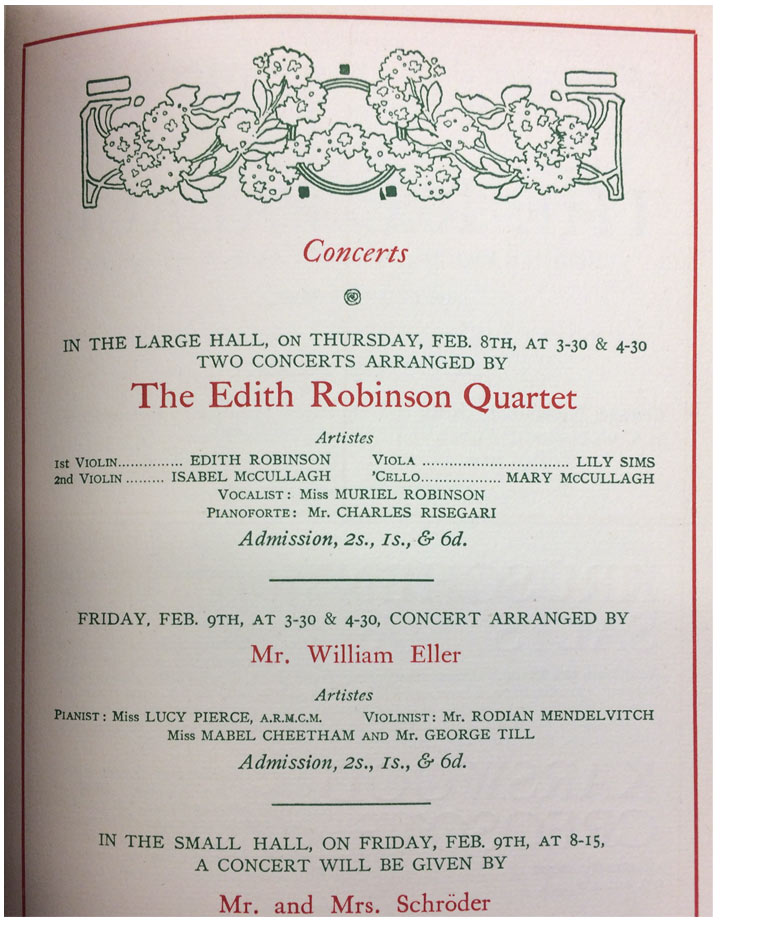 Concerts
IN THE LARGE HALL, ON THURSDAY, FEB. 8TH, AT 3-30 & 4-30
TWO CONCERTS ARRANGED BY
The Edith Robinson Quartet
Artistes
1st VIOLIN............... EDITH ROBINSON VIOLA ................................. LILY SIMS
2nd VIOLIN ......... ISABEL McCULLAGH 'CELLO.................. MARY McCULLAGH
VOCALIST: Miss MURIEL ROBINSON
PIANOFORTE: Mr. CHARLES RISEGARI
Admission, 2s., 1s., & 6d.
FRIDAY, FEB. 9TH, AT 3-30 & 4-30, CONCERT ARRANGED BY
Mr. William Eller
Artistes
PIANIST: Miss LUCY PIERCE, A.R.M.C.M. VIOLINIST: Mr. RODIAN MENDELVITCH
Miss MABEL CHEETHAM AND Mr. GEORGE TILL
Admission, 2s., 1s., & 6d.
IN THE SMALL HALL, ON FRIDAY, FEB. 9TH, AT 8-15,
A CONCERT WILL BE GIVEN BY
Mr. and Mrs. Schröder